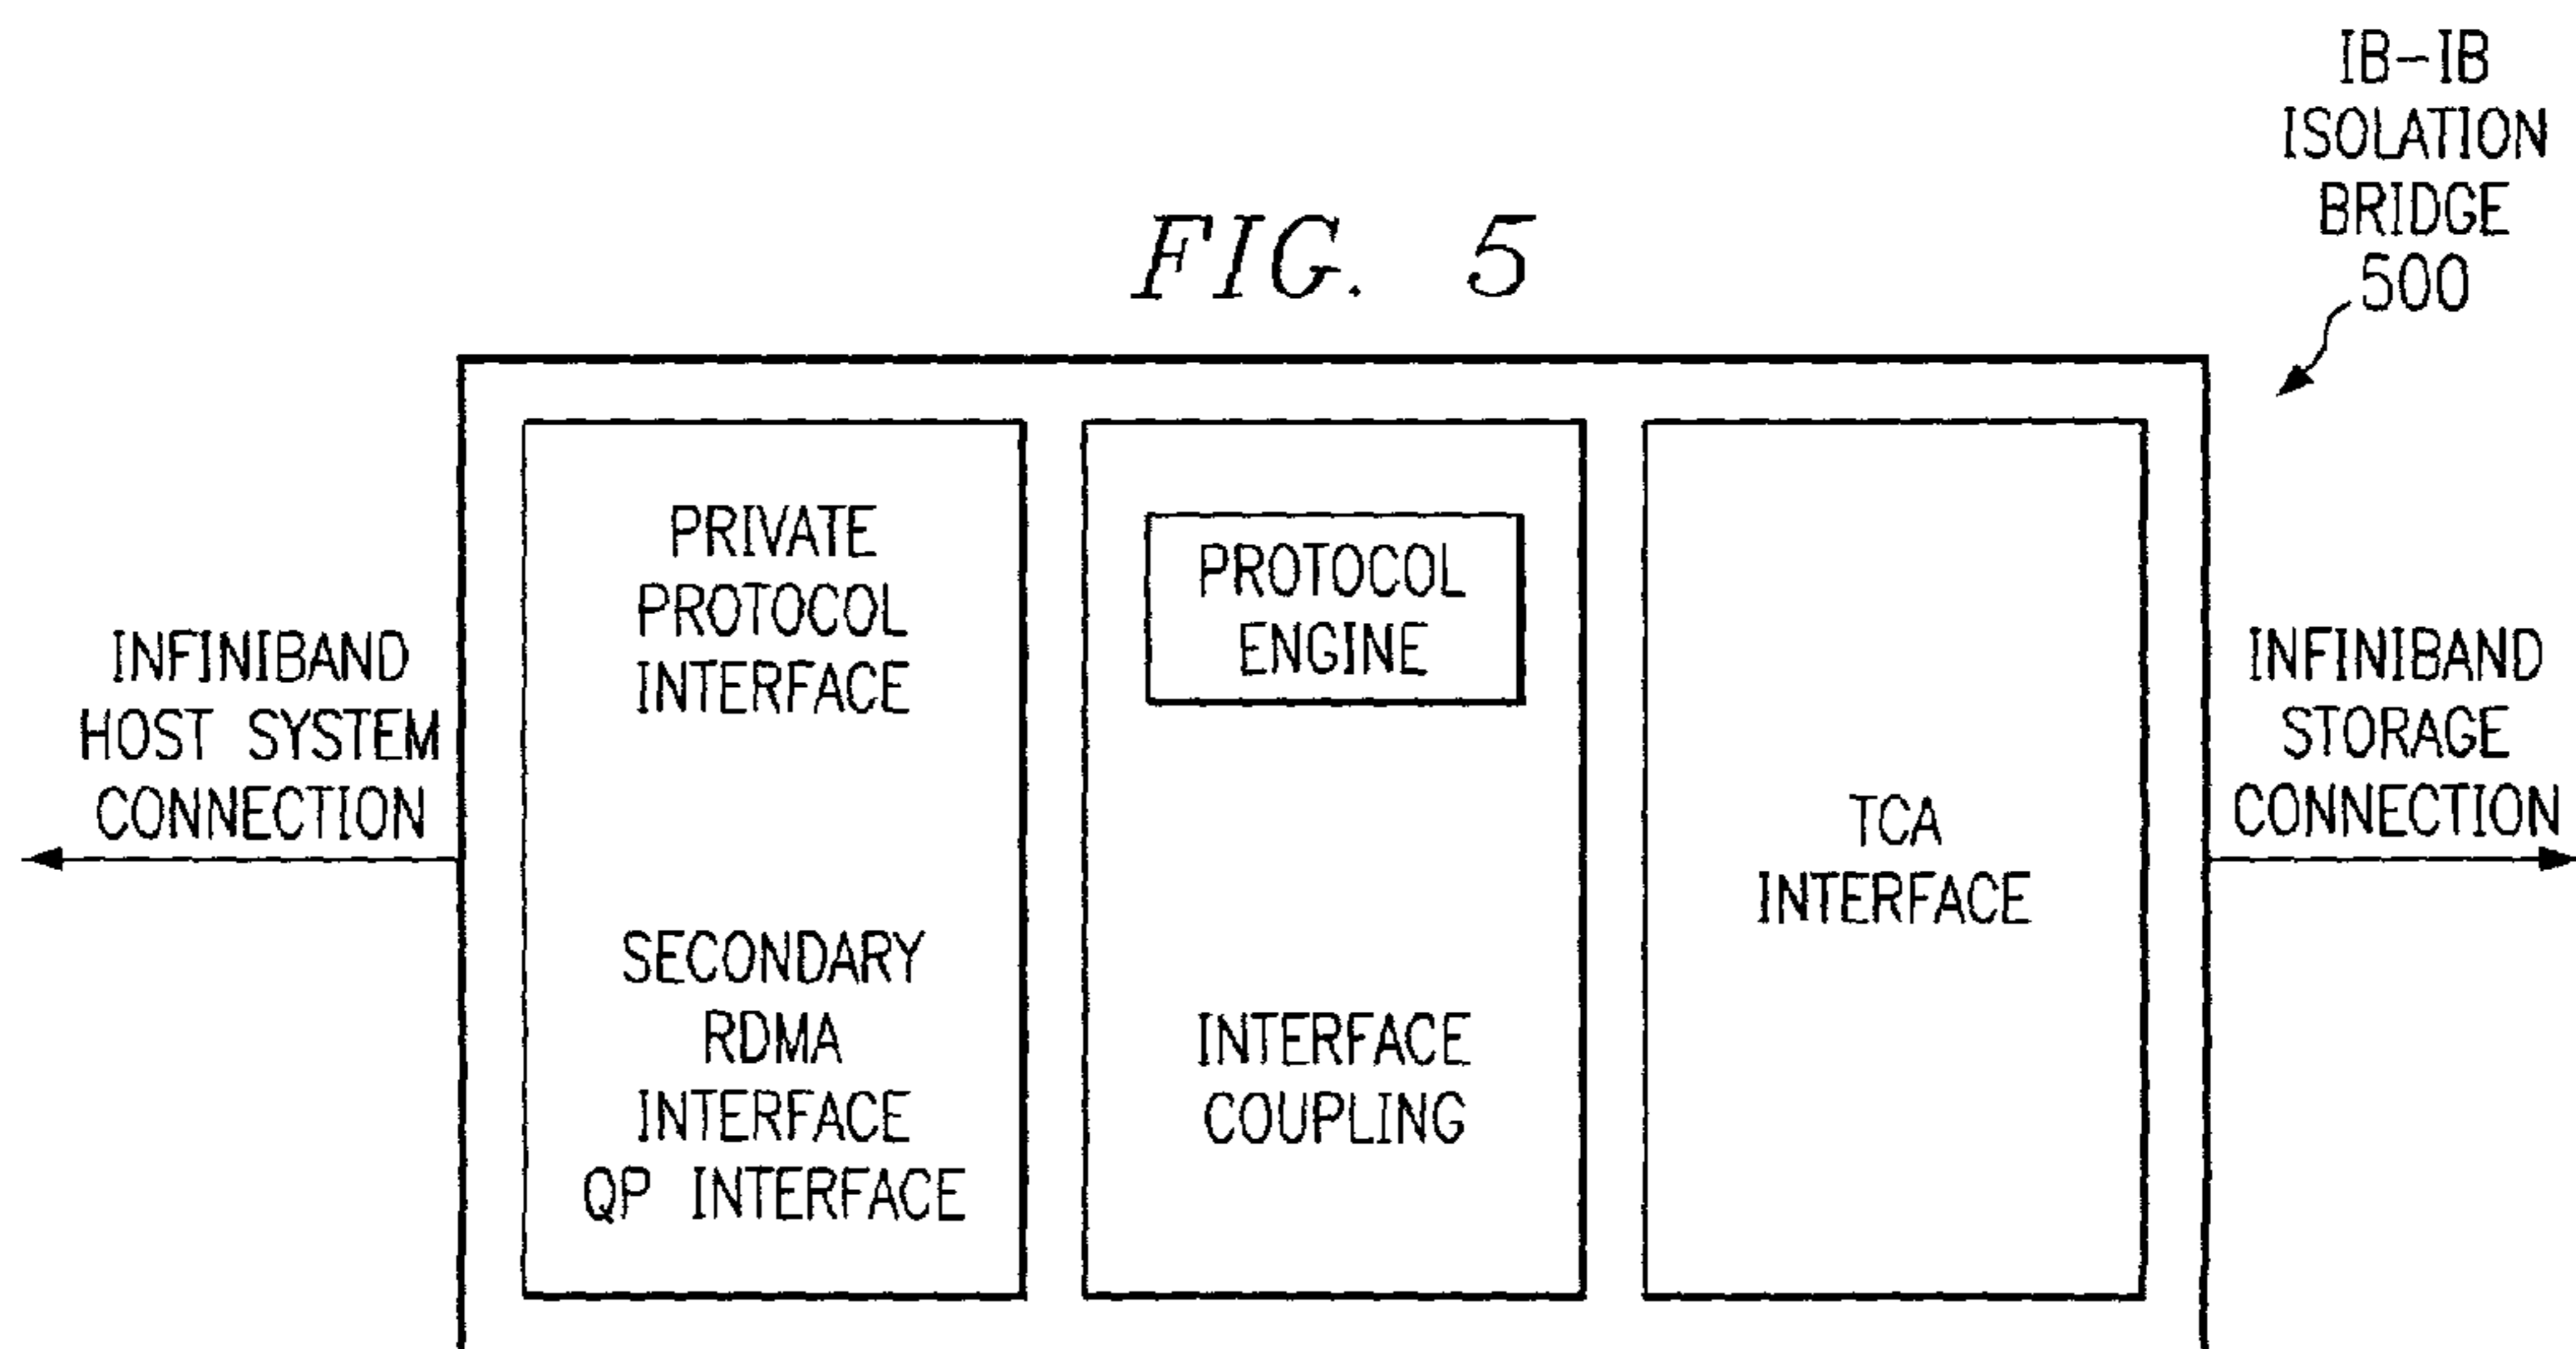 IB-IB
ISOLATION
BRIDGE
500
FIG. 5
INFINIBAND
HOST SYSTEM
CONNECTION
PRIVATE
PROTOCOL
INTERFACE
SECONDARY
RDMA
INTERFACE
QP INTERFACE
PROTOCOL
ENGINE
INTERFACE
COUPLING
TCA
INTERFACE
INFINIBAND
STORAGE
CONNECTION